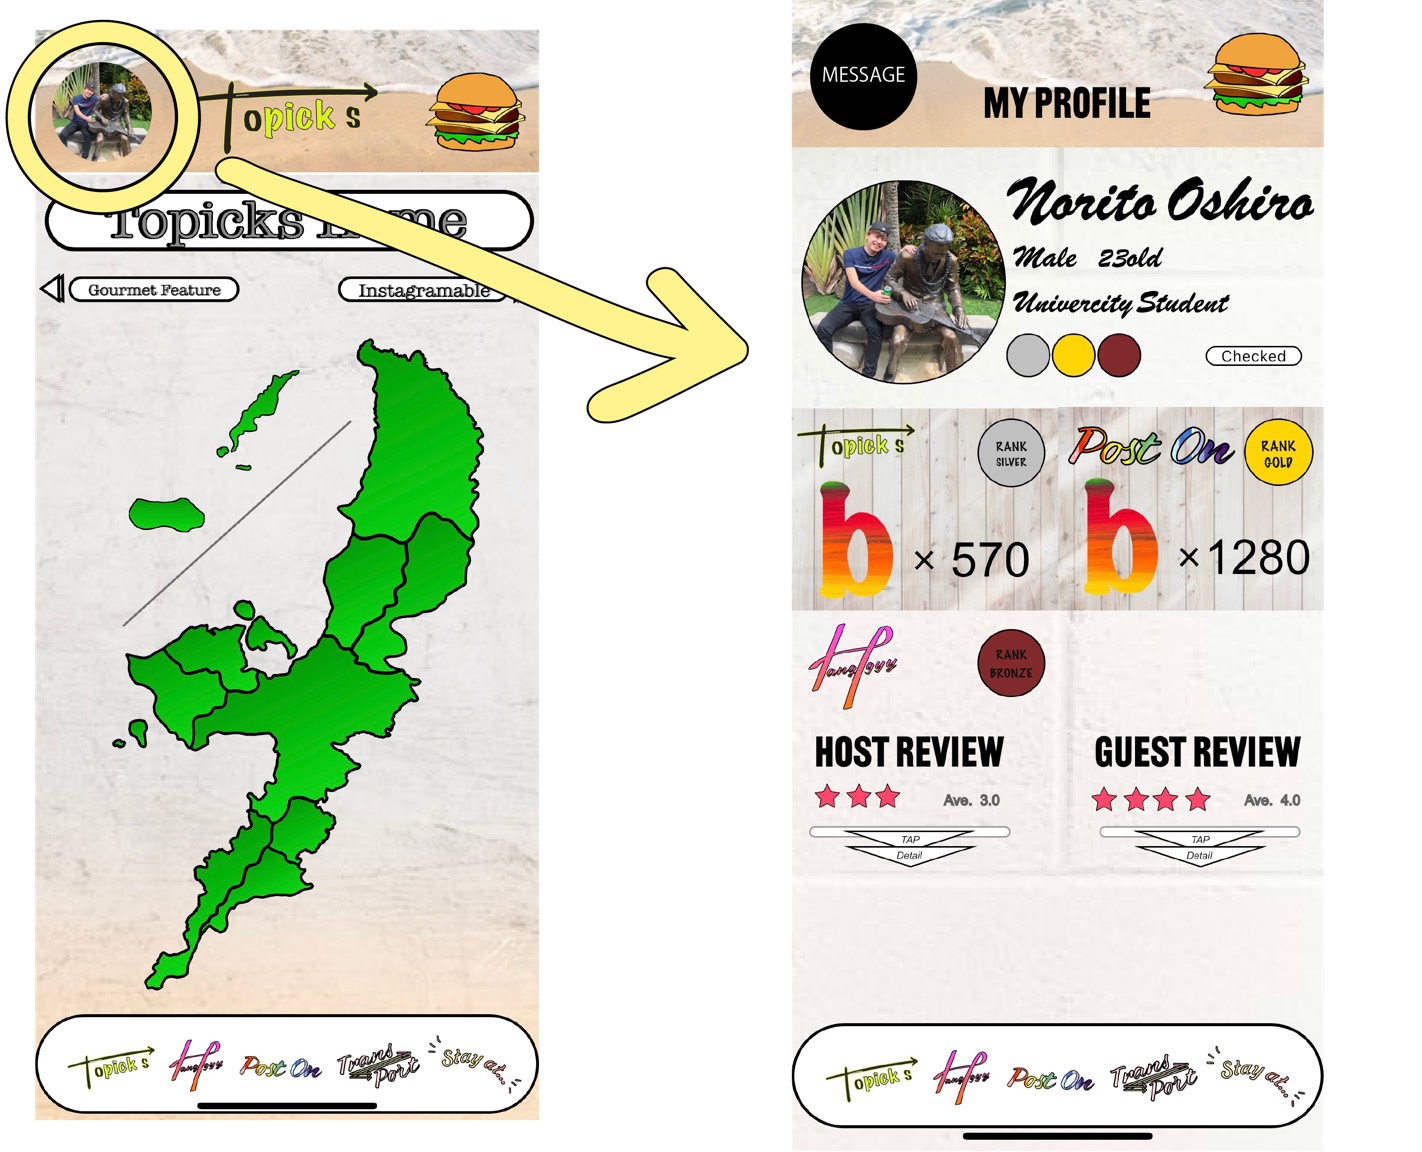 Topick s
Topicks Home
Gourmet Feature
Instagramable
Topick s
Hangyy
Post On
Trans Port
Stay at...
MESSAGE
MY PROFILE
Norito Oshiro
Male 23old
Univercity Student
Checked
Topick s
RANK
SILVER
Post On
RANK
GOLD
b × 570
b ×1280
RANK
BRONZE
HOST REVIEW
GUEST REVIEW
Ave. 3.0
Ave. 4.0
TAP
Detail
TAP
Detail
Topick s
Post On
Trans Port
Stay at...